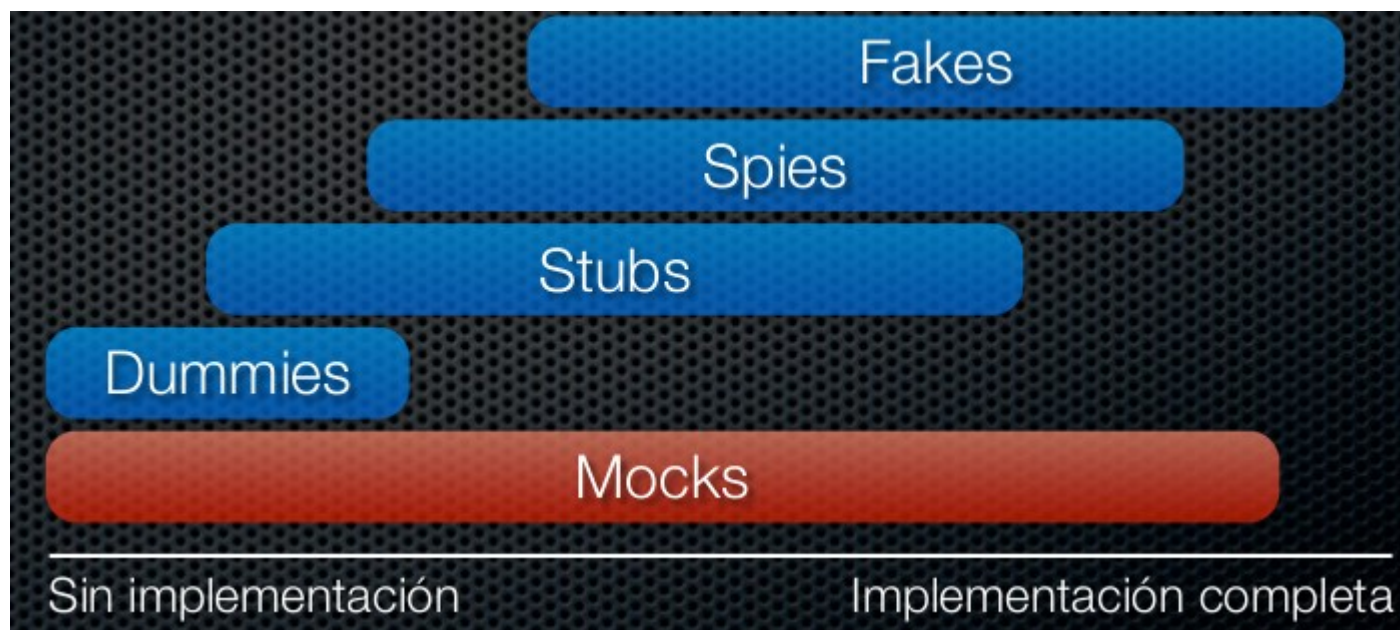 Fakes
Spies
Stubs
Dummies
Mocks
Sin implementación
Implementación completa